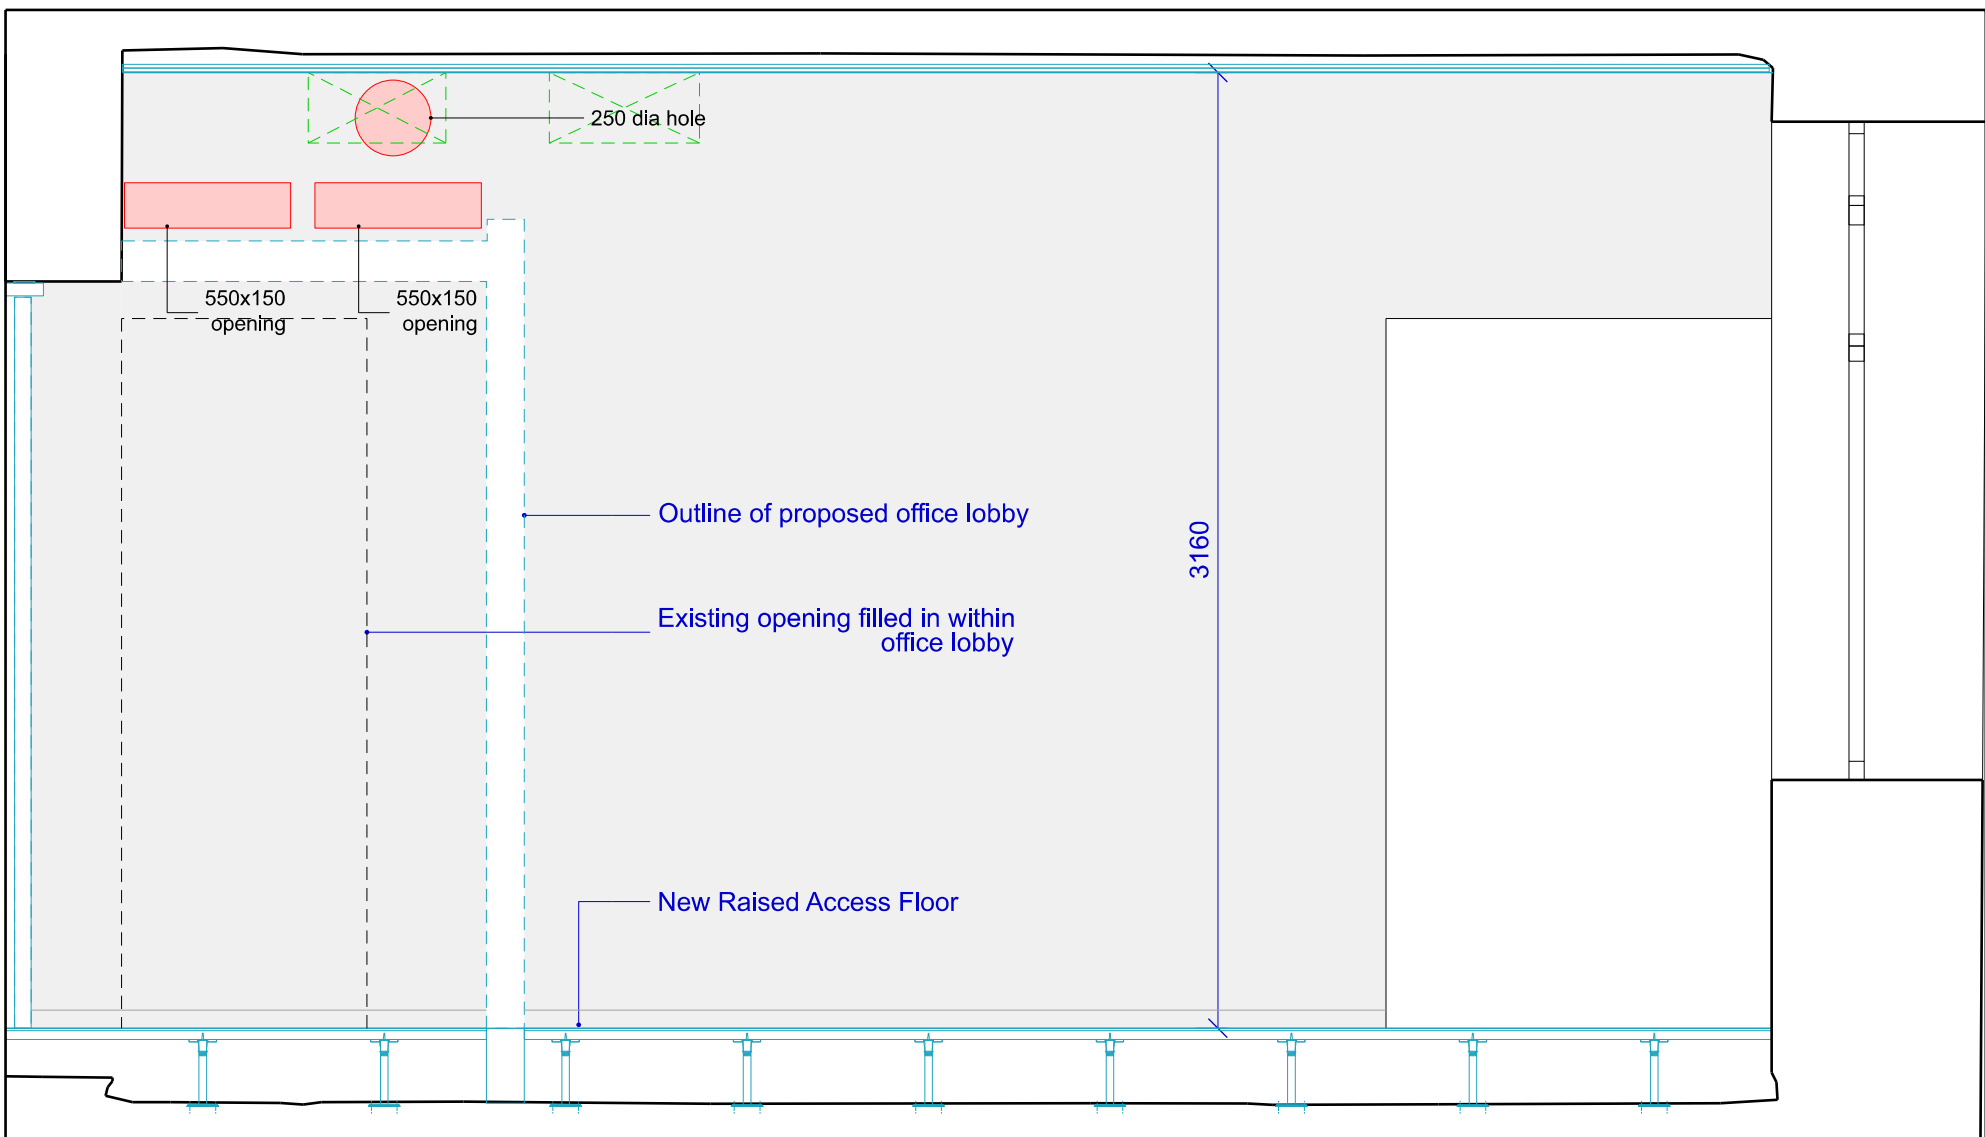 250 dia hole
550x150
opening
550x150
opening
Outline of proposed office lobby
3160
Existing opening filled in within
office lobby
New Raised Access Floor